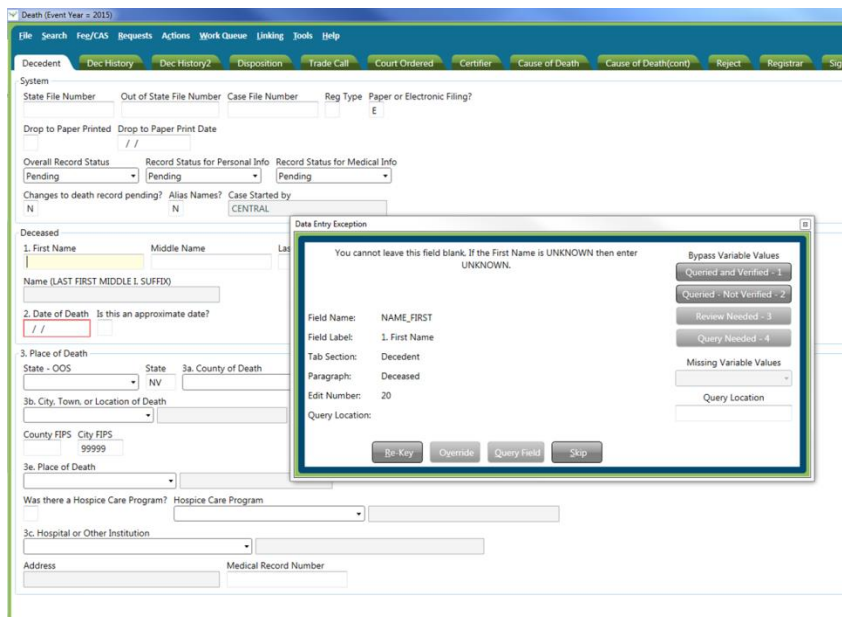 Death (Event Year = 2015)
File Search Fee/CAS Requests Actions Work Queue Linking Tools Help
Decedent Dec History Dec History2 Disposition Trade Call Court Ordered Certifier Cause of Death Cause of Death(cont) Reject Registrar Sig
System
State File Number Out of State File Number Case File Number Reg Type Paper or Electronic Filing?
E
Drop to Paper Printed Drop to Paper Print Date
/ /
Overall Record Status Record Status for Personal Info Record Status for Medical Info
Pending Pending Pending
Changes to death record pending? Alias Names? Case Started by
N N CENTRAL
Deceased
1. First Name Middle Name Las
Name (LAST FIRST MIDDLE I. SUFFIX)
2. Date of Death Is this an approximate date?
/ /
3. Place of Death
State - OOS State 3a. County of Death
NV
3b. City, Town, or Location of Death
County FIPS City FIPS
99999
3e. Place of Death
Was there a Hospice Care Program? Hospice Care Program
3c. Hospital or Other Institution
Address Medical Record Number
Data Entry Exception
You cannot leave this field blank, If the First Name is UNKNOWN then enter
UNKNOWN.
Field Name: NAME_FIRST
Field Label: 1. First Name
Tab Section: Decedent
Paragraph: Deceased
Edit Number: 20
Query Location:
Re-Key Override Query Field Skip
Bypass Variable Values
Queried and Verified - 1
Queried - Not Verified - 2
Review Needed - 3
Query Needed - 4
Missing Variable Values
Query Location